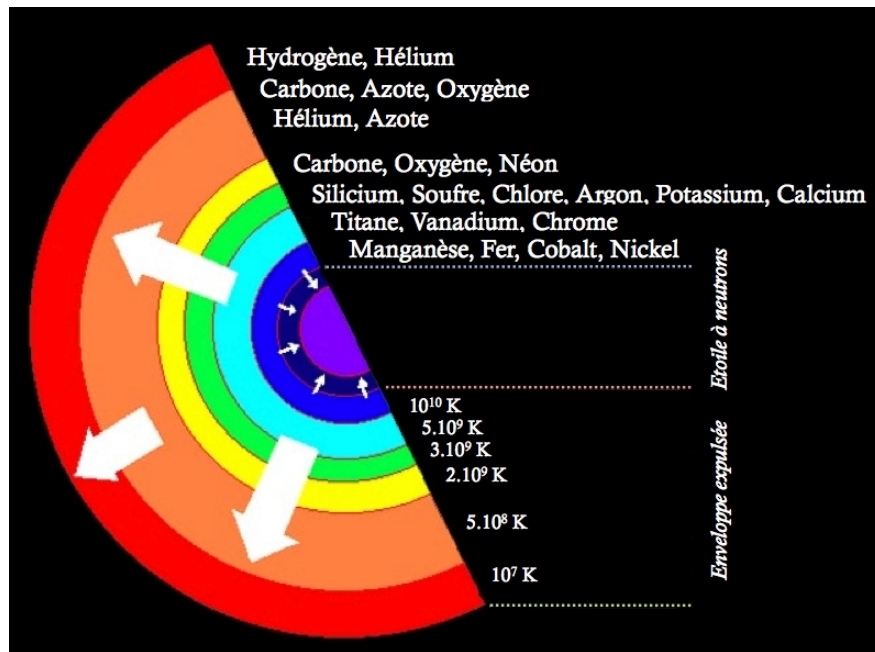 Hydrogène, Hélium
Carbone, Azote, Oxygène
Hélium, Azote
Carbone, Oxygène, Néon
Silicium, Soufre, Chlore, Argon, Potassium, Calcium
Titane, Vanadium, Chrome
Manganèse, Fer, Cobalt, Nickel
Etoile à neutrons
10¹⁰ K
5.10⁹ K
3.10⁹ K
2.10⁹ K
5.10⁸ K
10⁷ K
Enveloppe expulsée